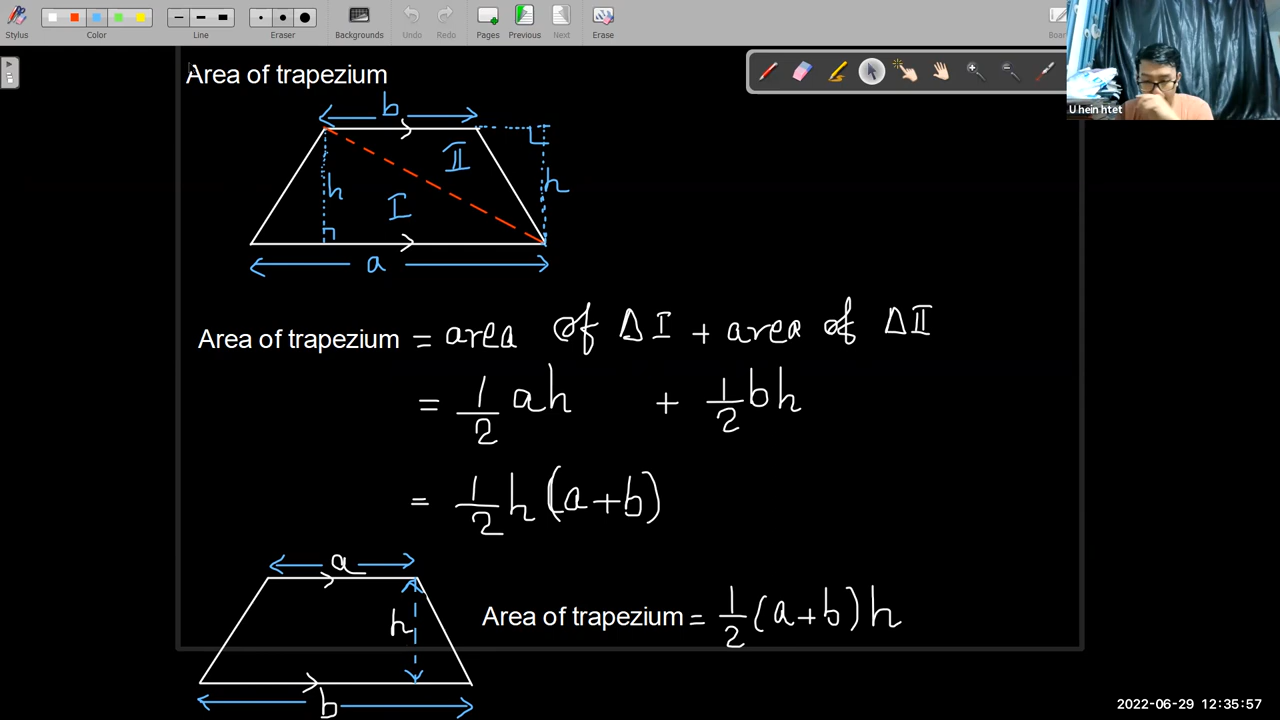 Stylus
Color
Line
Eraser
Backgrounds
Undo
Redo
Pages
Previous
Next
Erase
Boar
U hein htet
Area of trapezium
b
II
h
h
I
a
Area of trapezium = area of Δ I + area of Δ II
= 1/2 ah + 1/2 bh
= 1/2 h (a+b)
a
h
Area of trapezium = 1/2 (a+b) h
b
2022-06-29 12:35:57